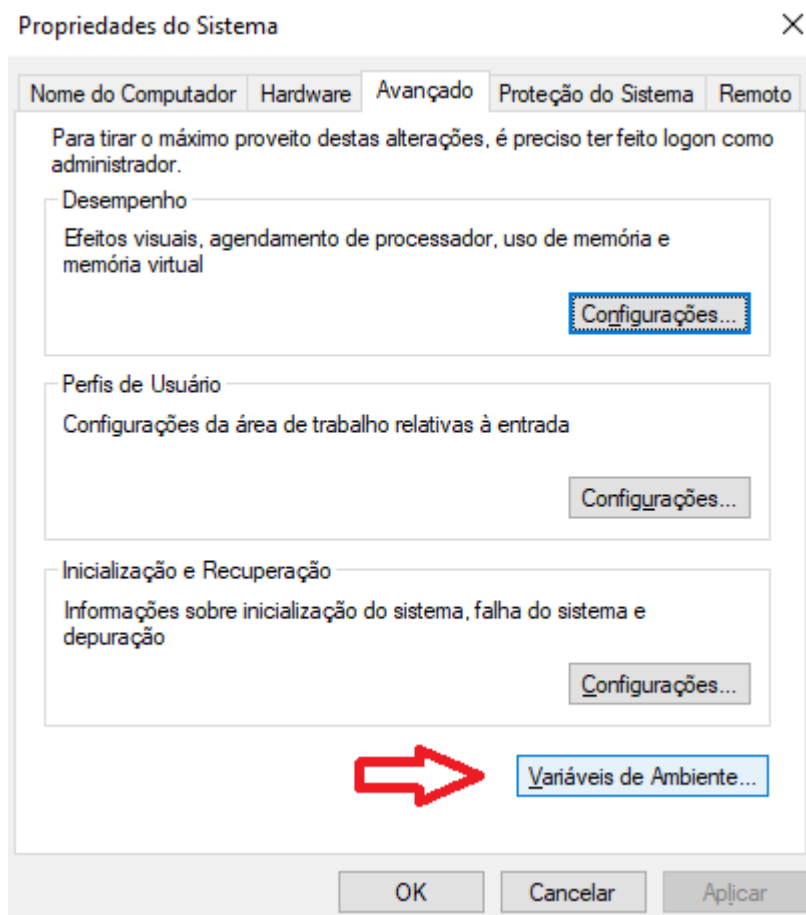 Propriedades do Sistema
Nome do Computador Hardware Avançado Proteção do Sistema Remoto
Para tirar o máximo proveito destas alterações, é preciso ter feito logon como
administrador.
Desempenho
Efeitos visuais, agendamento de processador, uso de memória e
memória virtual
Configurações...
Perfis de Usuário
Configurações da área de trabalho relativas à entrada
Configurações...
Inicialização e Recuperação
Informações sobre inicialização do sistema, falha do sistema e
depuração
Configurações...
Variáveis de Ambiente...
OK Cancelar Aplicar